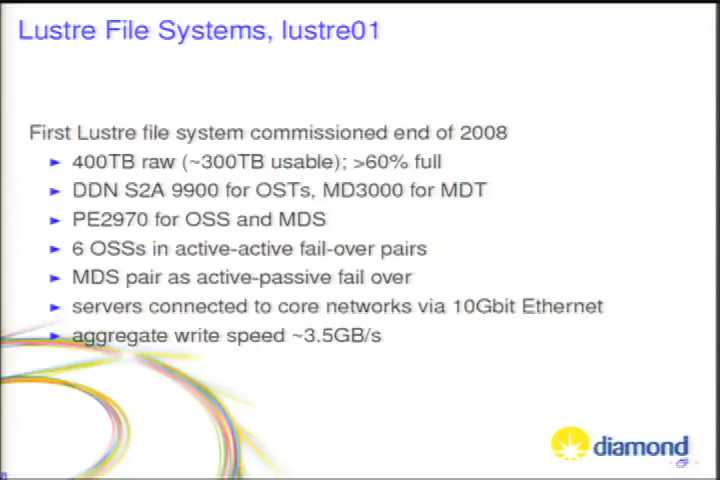 Lustre File Systems, lustre01
First Lustre file system commissioned end of 2008
400TB raw (~300TB usable); >60% full
DDN S2A 9900 for OSTs, MD3000 for MDT
PE2970 for OSS and MDS
6 OSSs in active-active fail-over pairs
MDS pair as active-passive fail over
servers connected to core networks via 10Gbit Ethernet
aggregate write speed ~3.5GB/s
diamond